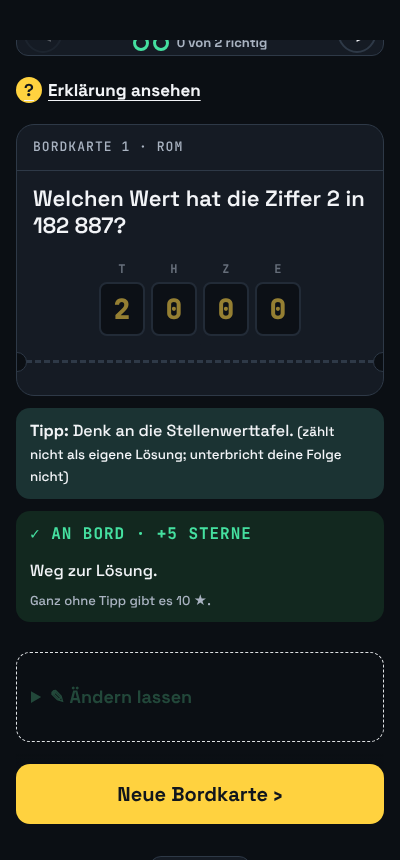 0 von 2 richtig
? Erklärung ansehen
BORDKARTE 1 · ROM
Welchen Wert hat die Ziffer 2 in
182 887?
T H Z E
2 0 0 0
Tipp: Denk an die Stellenwerttafel. (zählt
nicht als eigene Lösung; unterbricht deine Folge
nicht)
✓ AN BORD · +5 STERNE
Weg zur Lösung.
Ganz ohne Tipp gibt es 10 ★.
▶ ✎ Ändern lassen
Neue Bordkarte ›